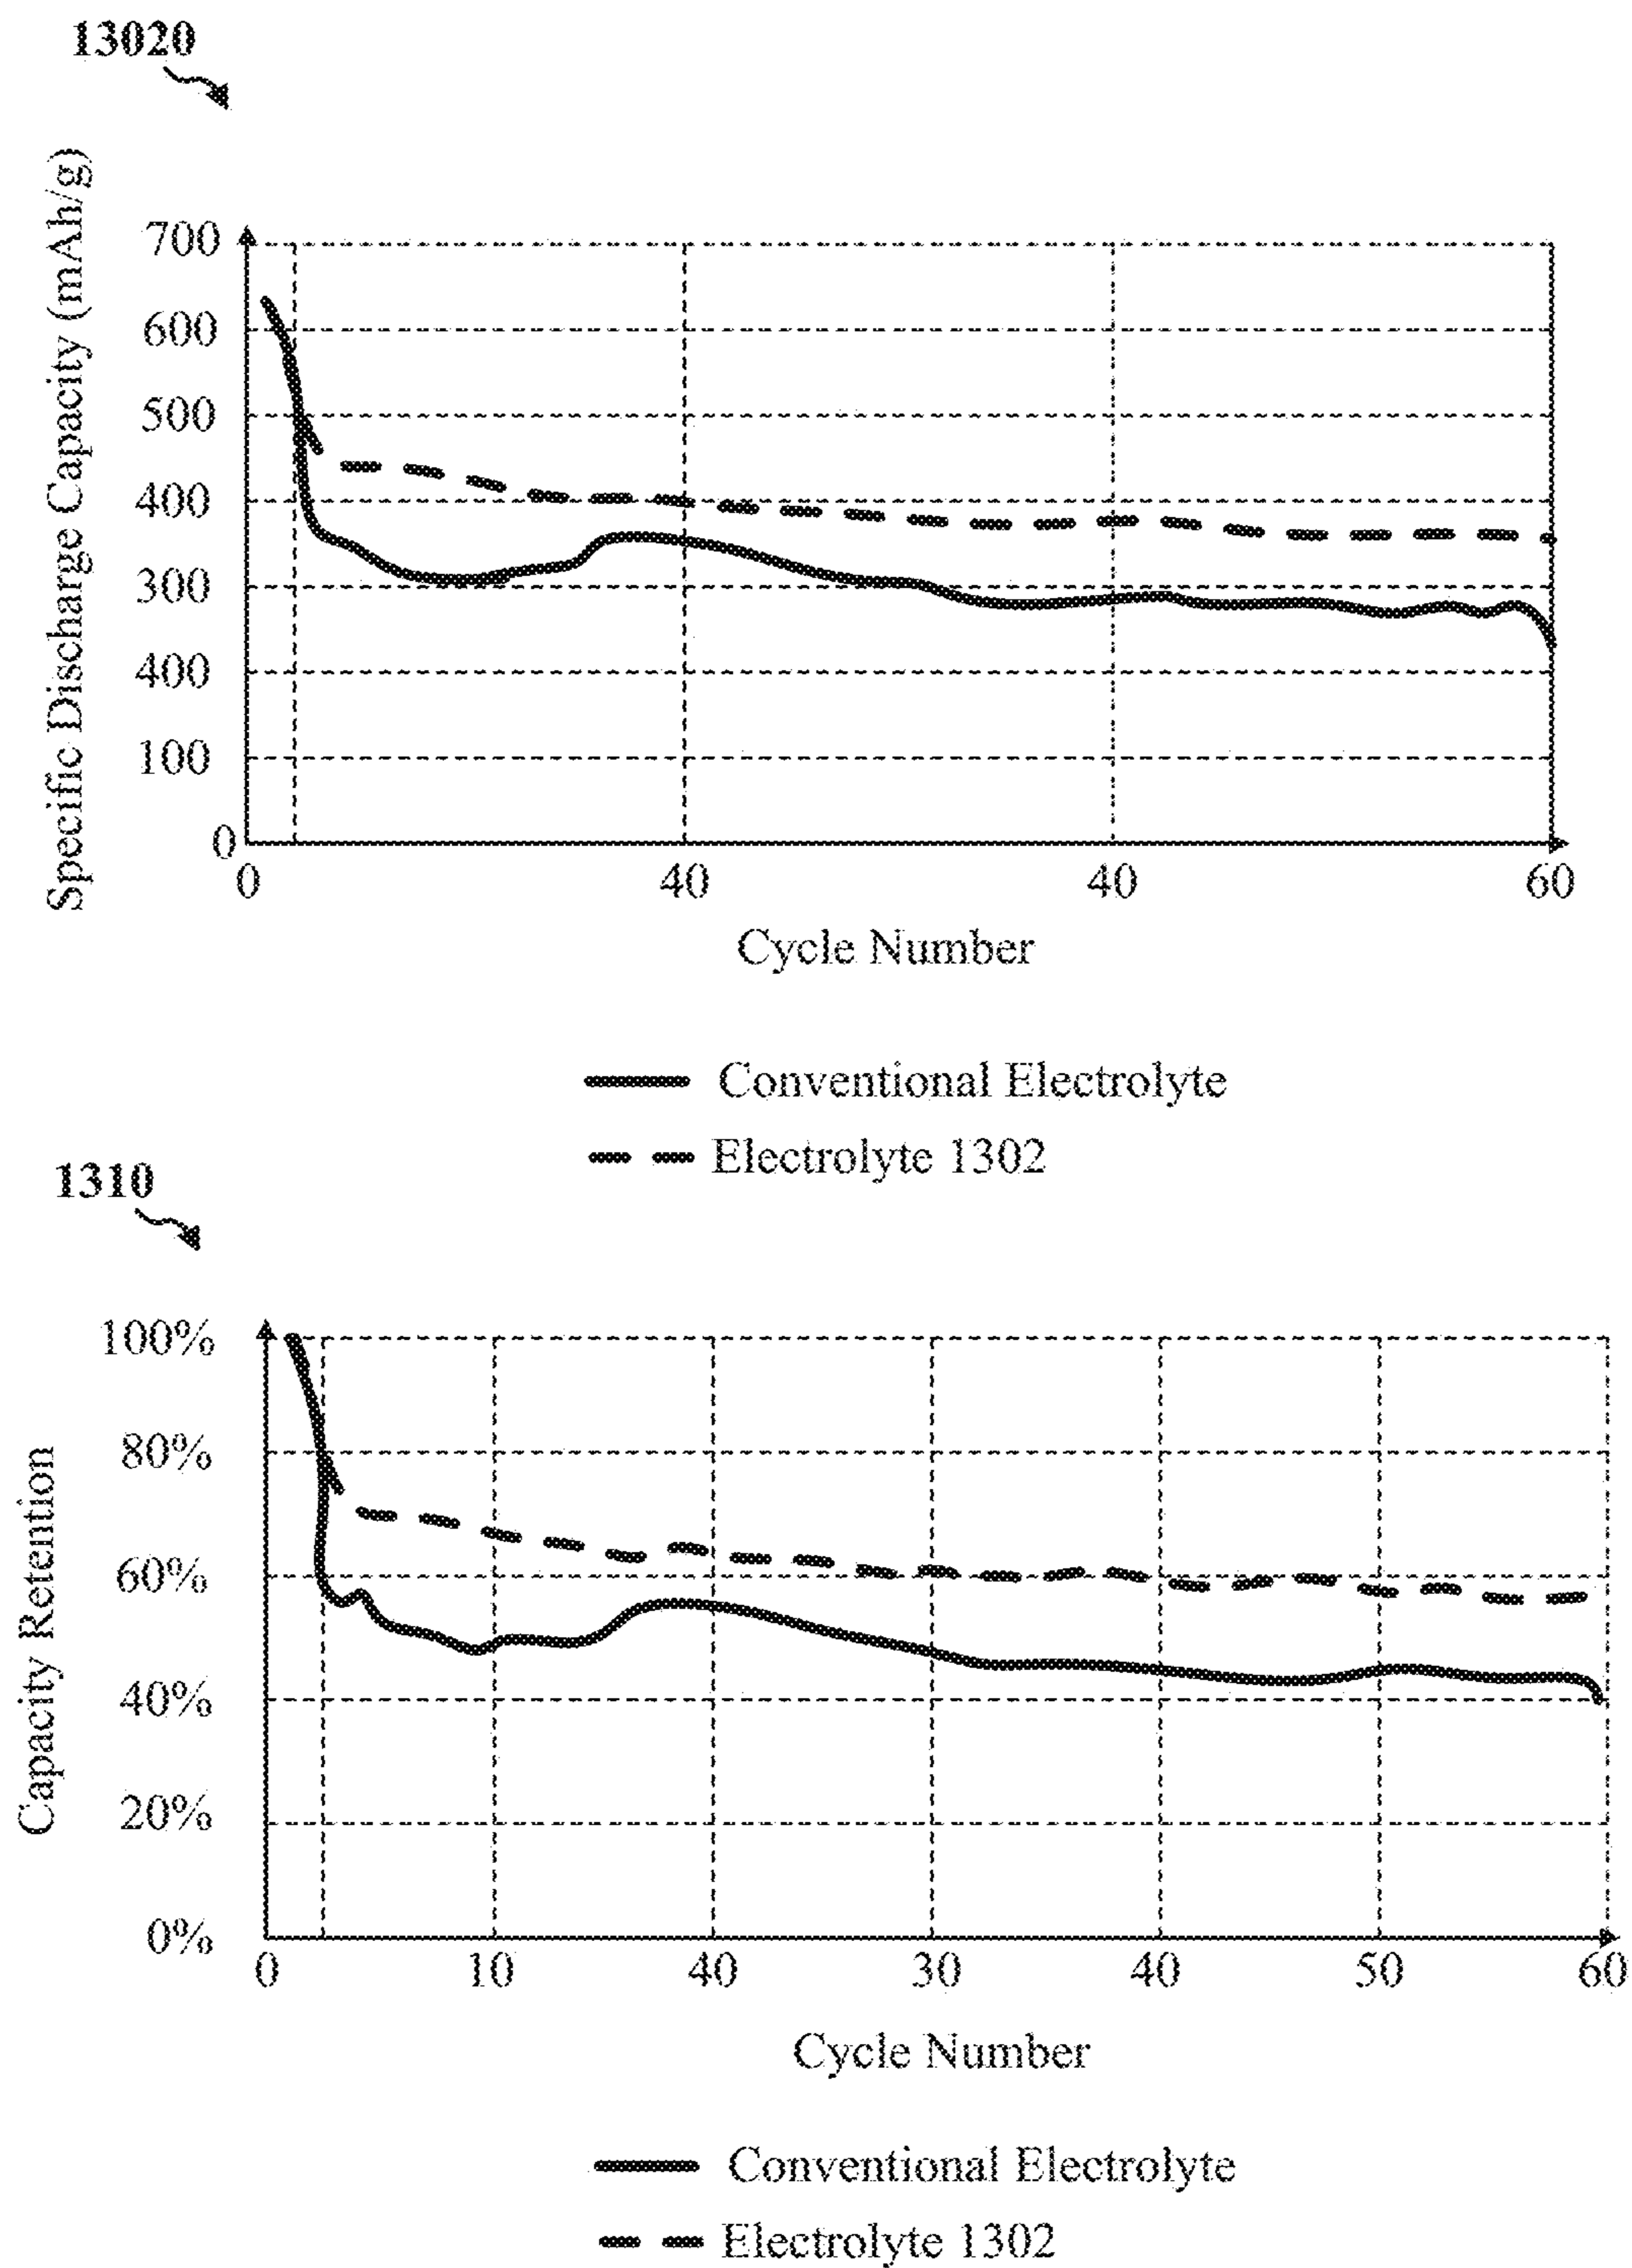 13020
Specific Discharge Capacity (mAh/g)
700
600
500
400
300
400
100
0
0 40 40 60
Cycle Number
Conventional Electrolyte
Electrolyte 1302
1310
Capacity Retention
100%
80%
60%
40%
20%
0%
0 10 40 30 40 50 60
Cycle Number
Conventional Electrolyte
Electrolyte 1302